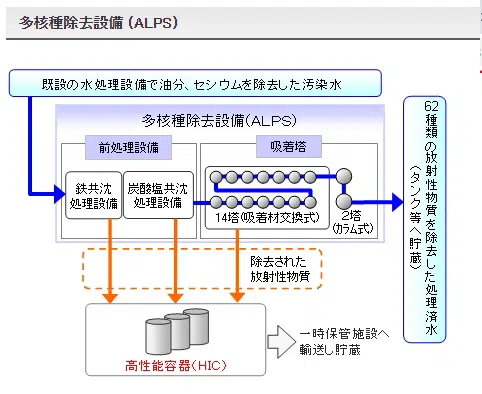 多核種除去設備(ALPS)
既設の水処理設備で油分、セシウムを除去した汚染水
多核種除去設備(ALPS)
前処理設備
吸着塔
鉄共沈
処理設備
炭酸塩共沈
処理設備
14塔(吸着材交換式)
2塔
(カラム式)
62種類の放射性物質を除去した処理済水
(タンク等へ貯蔵)
除去された
放射性物質
高性能容器(HIC)
一時保管施設へ
輸送し貯蔵